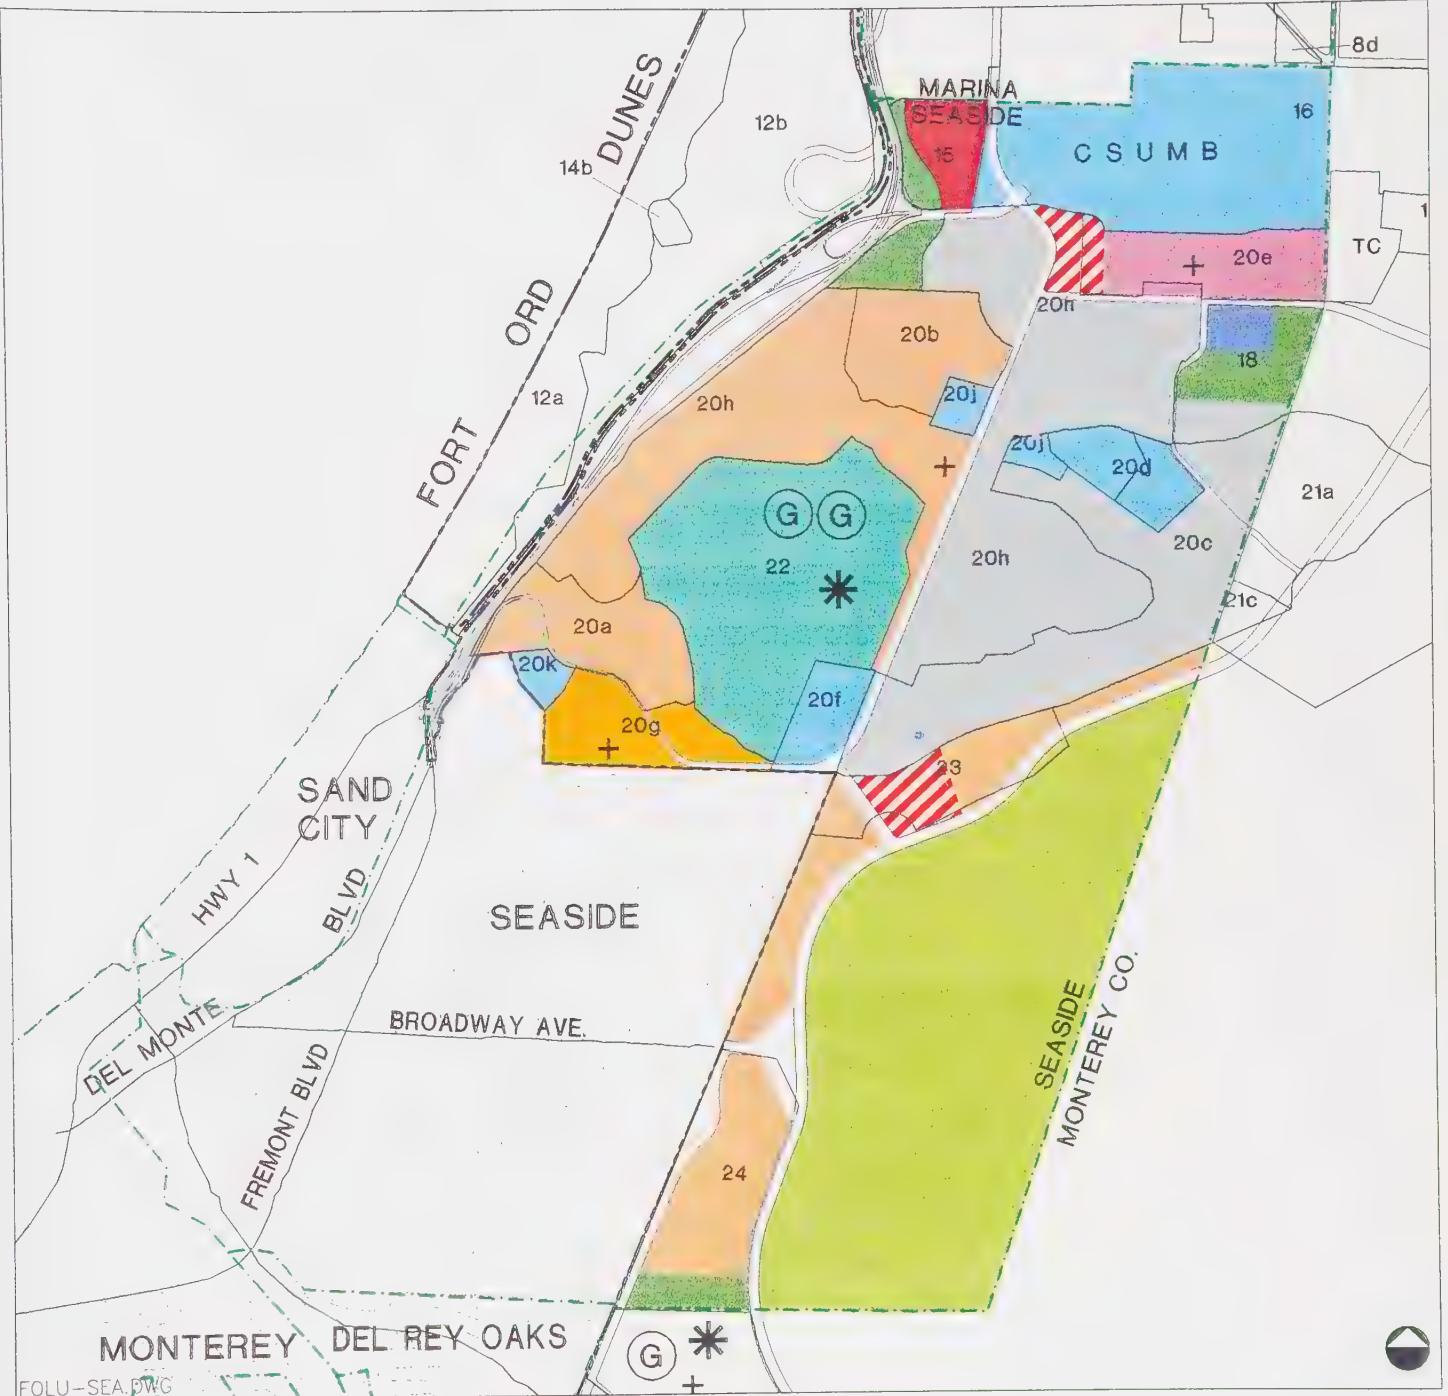 8d
MARINA
SEASIDE
16
12b
CSUMB
15
14b
FORT ORD DUNES
1
TC
20e
20h
20b
18
20h
12a
20j
20j
20d
21a
G G
20c
22
20h
21c
20a
20k
20f
20g
23
SAND
CITY
HWY 1
BLVD
SEASIDE
SEASIDE
MONTEREY CO.
DEL MONTE
BROADWAY AVE.
FREMONT BLVD
24
MONTEREY
DEL REY OAKS
G
FOLU-SEA.DWG